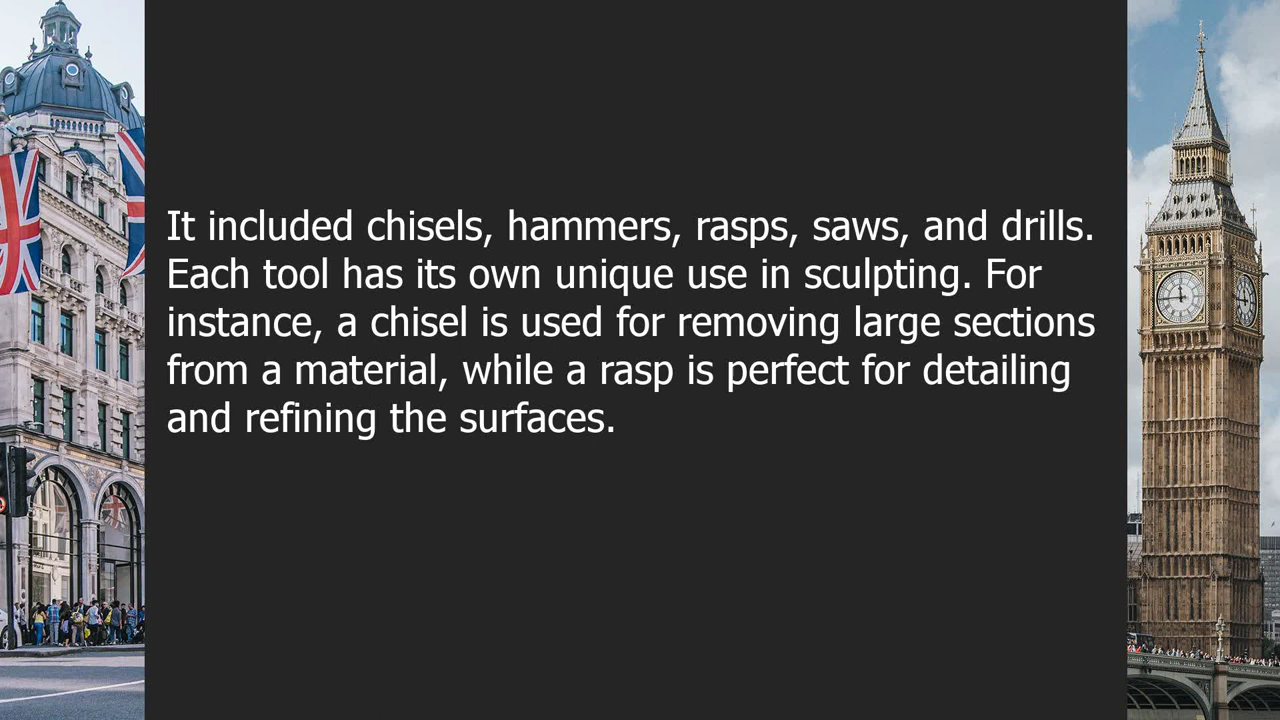 It included chisels, hammers, rasps, saws, and drills.
Each tool has its own unique use in sculpting. For
instance, a chisel is used for removing large sections
from a material, while a rasp is perfect for detailing
and refining the surfaces.